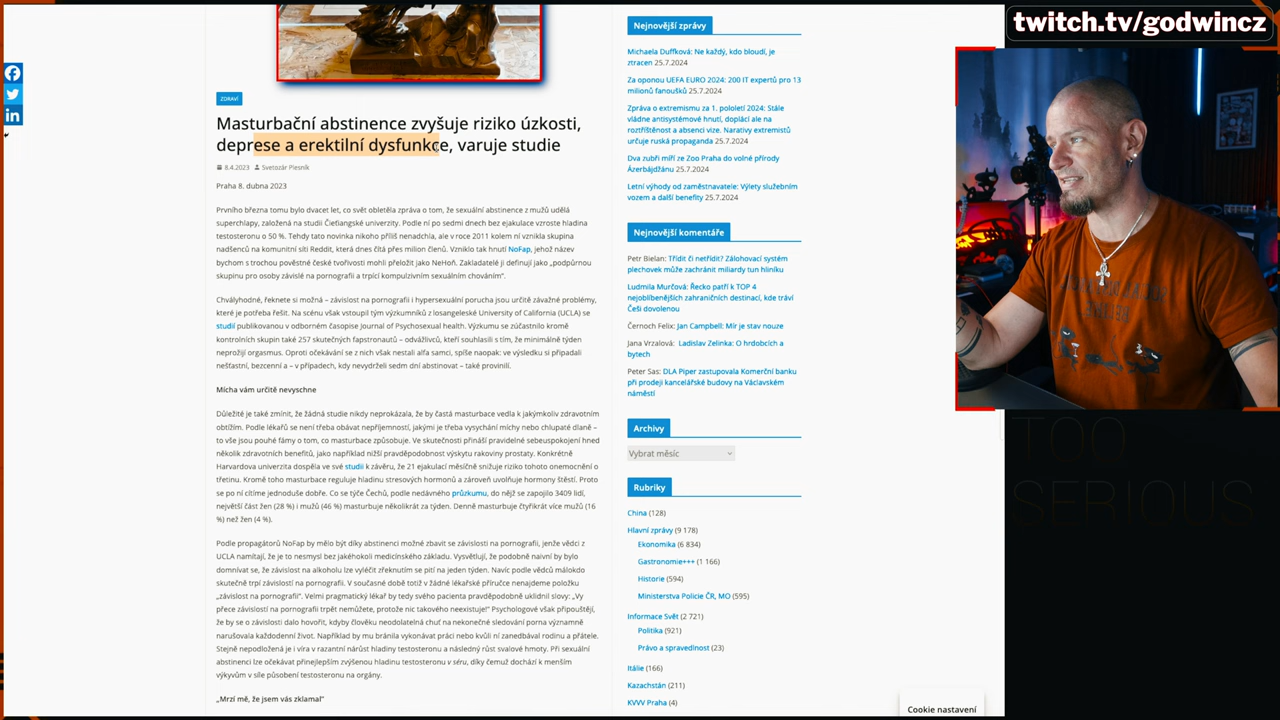 twitch.tv/godwincz
ZDRAVÍ
Masturbační abstinence zvyšuje riziko úzkosti,
deprese a erektilní dysfunkce, varuje studie
8.4.2023 Svetozár Plesník
Praha 8. dubna 2023
Prvního března tomu bylo dvacet let, co svět obletěla zpráva o tom, že sexuální abstinence z mužů udělá
superchlapy, založená na studii Čeťiangské univerzity. Podle ní po sedmi dnech bez ejakulace vzroste hladina
testosteronu o 50 %. Tehdy tato novinka nikoho příliš nenadchla, ale v roce 2011 kolem ní vznikla skupina
nadšenců na komunitní síti Reddit, která dnes čítá přes milion členů. Vzniklo tak hnutí NoFap, jehož název
bychom s trochou pověstné české tvořivosti mohli přeložit jako NeHoň. Zakladatelé ji definují jako „podpůrnou
skupinu pro osoby závislé na pornografii a trpící kompulzivním sexuálním chováním".
Chvályhodné, řeknete si možná – závislost na pornografii i hypersexuální porucha jsou určitě závažné problémy,
které je potřeba řešit. Na scénu však vstoupil tým výzkumníků z losangeleské University of California (UCLA) se
studií publikovanou v odborném časopise Journal of Psychosexual health. Výzkumu se zúčastnilo kromě
kontrolních skupin také 257 skutečných fapstronautů – odvážlivců, kteří souhlasili s tím, že minimálně týden
neprožijí orgasmus. Oproti očekávání se z nich však nestali alfa samci, spíše naopak: ve výsledku si připadali
nešťastní, bezcenní a – v případech, kdy nevydrželi sedm dní abstinovat – také provinilí.
Mícha vám určitě nevyschne
Důležité je také zmínit, že žádná studie nikdy neprokázala, že by častá masturbace vedla k jakýmkoliv zdravotním
obtížím. Podle lékařů se není třeba obávat nepříjemností, jakými je třeba vysychání míchy nebo chlupaté dlaně –
to vše jsou pouhé fámy o tom, co masturbace způsobuje. Ve skutečnosti přináší pravidelné sebeuspokojení hned
několik zdravotních benefitů, jako například nižší pravděpodobnost výskytu rakoviny prostaty. Konkrétně
Harvardova univerzita dospěla ve své studii k závěru, že 21 ejakulací měsíčně snižuje riziko tohoto onemocnění o
třetinu. Kromě toho masturbace reguluje hladinu stresových hormonů a zároveň uvolňuje hormony štěstí. Proto
se po ní cítíme jednoduše dobře. Co se týče Čechů, podle nedávného průzkumu, do nějž se zapojilo 3409 lidí,
největší část žen (28 %) i mužů (46 %) masturbuje několikrát za týden. Denně masturbuje čtyřikrát více mužů (16
%) než žen (4 %).
Podle propagátorů NoFap by mělo být díky abstinenci možné zbavit se závislosti na pornografii, jenže vědci z
UCLA namítají, že je to nesmysl bez jakéhokoli medicínského základu. Vysvětlují, že podobně naivní by bylo
domnívat se, že závislost na alkoholu lze vyléčit zřeknutím se pití na jeden týden. Navíc podle vědců málokdo
skutečně trpí závislostí na pornografii. V současné době totiž v žádné lékařské příručce nenajdeme položku
„závislost na pornografii". Velmi pragmatický lékař by tedy svého pacienta pravděpodobně uklidnil slovy: „Vy
přece závislostí na pornografii trpět nemůžete, protože nic takového neexistuje!" Psychologové však připouštějí,
že by se o závislosti dalo hovořit, kdyby člověku neodolatelná chuť na nekonečné sledování porna významně
narušovala každodenní život. Například by mu bránila vykonávat práci nebo kvůli ní zanedbával rodinu a přátele.
Stejně nepodložená je i víra v razantní nárůst hladiny testosteronu a následný růst svalové hmoty. Při sexuální
abstinenci lze očekávat přinejlepším zvýšenou hladinu testosteronu v séru, díky čemuž dochází k menším
výkyvům v síle působení testosteronu na orgány.
„Mrzí mě, že jsem vás zklamal"
Nejnovější zprávy
Michaela Duffková: Ne každý, kdo bloudí, je
ztracen 25.7.2024
Za oponou UEFA EURO 2024: 200 IT expertů pro 13
milionů fanoušků 25.7.2024
Zpráva o extremismu za 1. pololetí 2024: Stále
vládne antisystémové hnutí, doplácí ale na
roztříštěnost a absenci vize. Narativy extremistů
určuje ruská propaganda 25.7.2024
Dva zubři míří ze Zoo Praha do volné přírody
Ázerbájdžánu 25.7.2024
Letní výhody od zaměstnavatele: Výlety služebním
vozem a další benefity 25.7.2024
Nejnovější komentáře
Petr Bielan: Třídit či netřídit? Zálohovací systém
plechovek může zachránit miliardy tun hliníku
Ludmila Murčová: Řecko patří k TOP 4
nejoblíbenějších zahraničních destinací, kde tráví
Češi dovolenou
Černoch Felix: Jan Campbell: Mír je stav nouze
Jana Vrzalová: Ladislav Zelinka: O hrdobcích a
bytech
Peter Sas: DLA Piper zastupovala Komerční banku
při prodeji kancelářské budovy na Václavském
náměstí
Archivy
Vybrat měsíc
Rubriky
China (128)
Hlavní zprávy (9 178)
Ekonomika (6 834)
Gastronomie+++ (1 166)
Historie (594)
Ministerstva Policie ČR, MO (595)
Informace Svět (2 721)
Politika (921)
Právo a spravedlnost (23)
Itálie (166)
Kazachstán (211)
KVVV Praha (4)
Cookie nastavení
TOO
SERIOUS